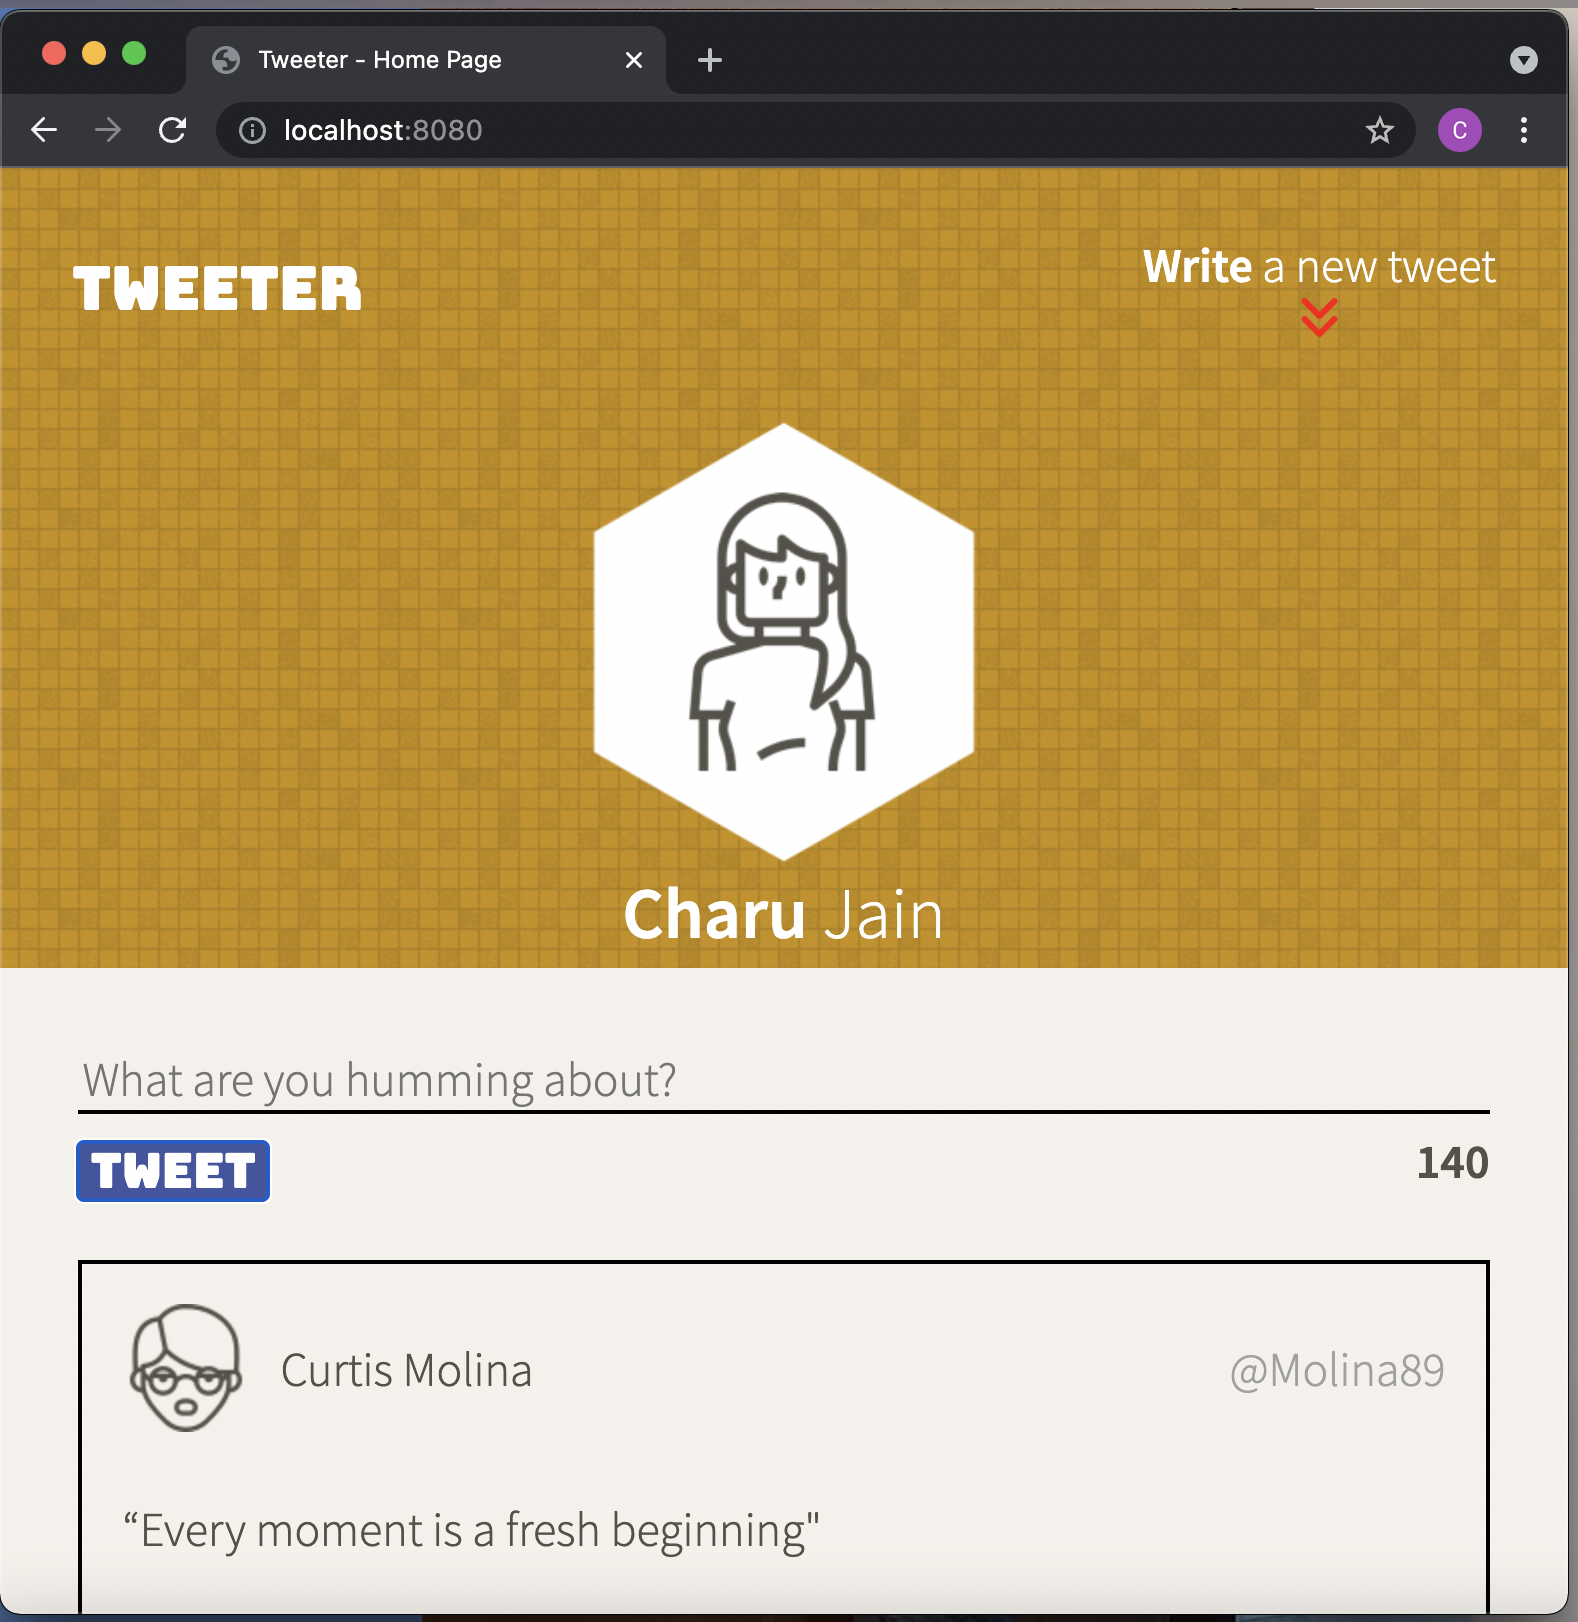 Tweeter - Home Page
localhost:8080
C
TWEETER
Write a new tweet
Charu Jain
What are you humming about?
TWEET
140
Curtis Molina
@Molina89
“Every moment is a fresh beginning"